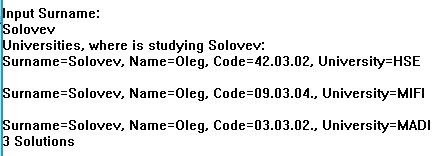 Input Surname:
Solovev
Universities, where is studying Solovev:
Surname=Solovev, Name=Oleg, Code=42.03.02, University=HSE
Surname=Solovev, Name=Oleg, Code=09.03.04., University=MIFI
Surname=Solovev, Name=Oleg, Code=03.03.02., University=MADI
3 Solutions